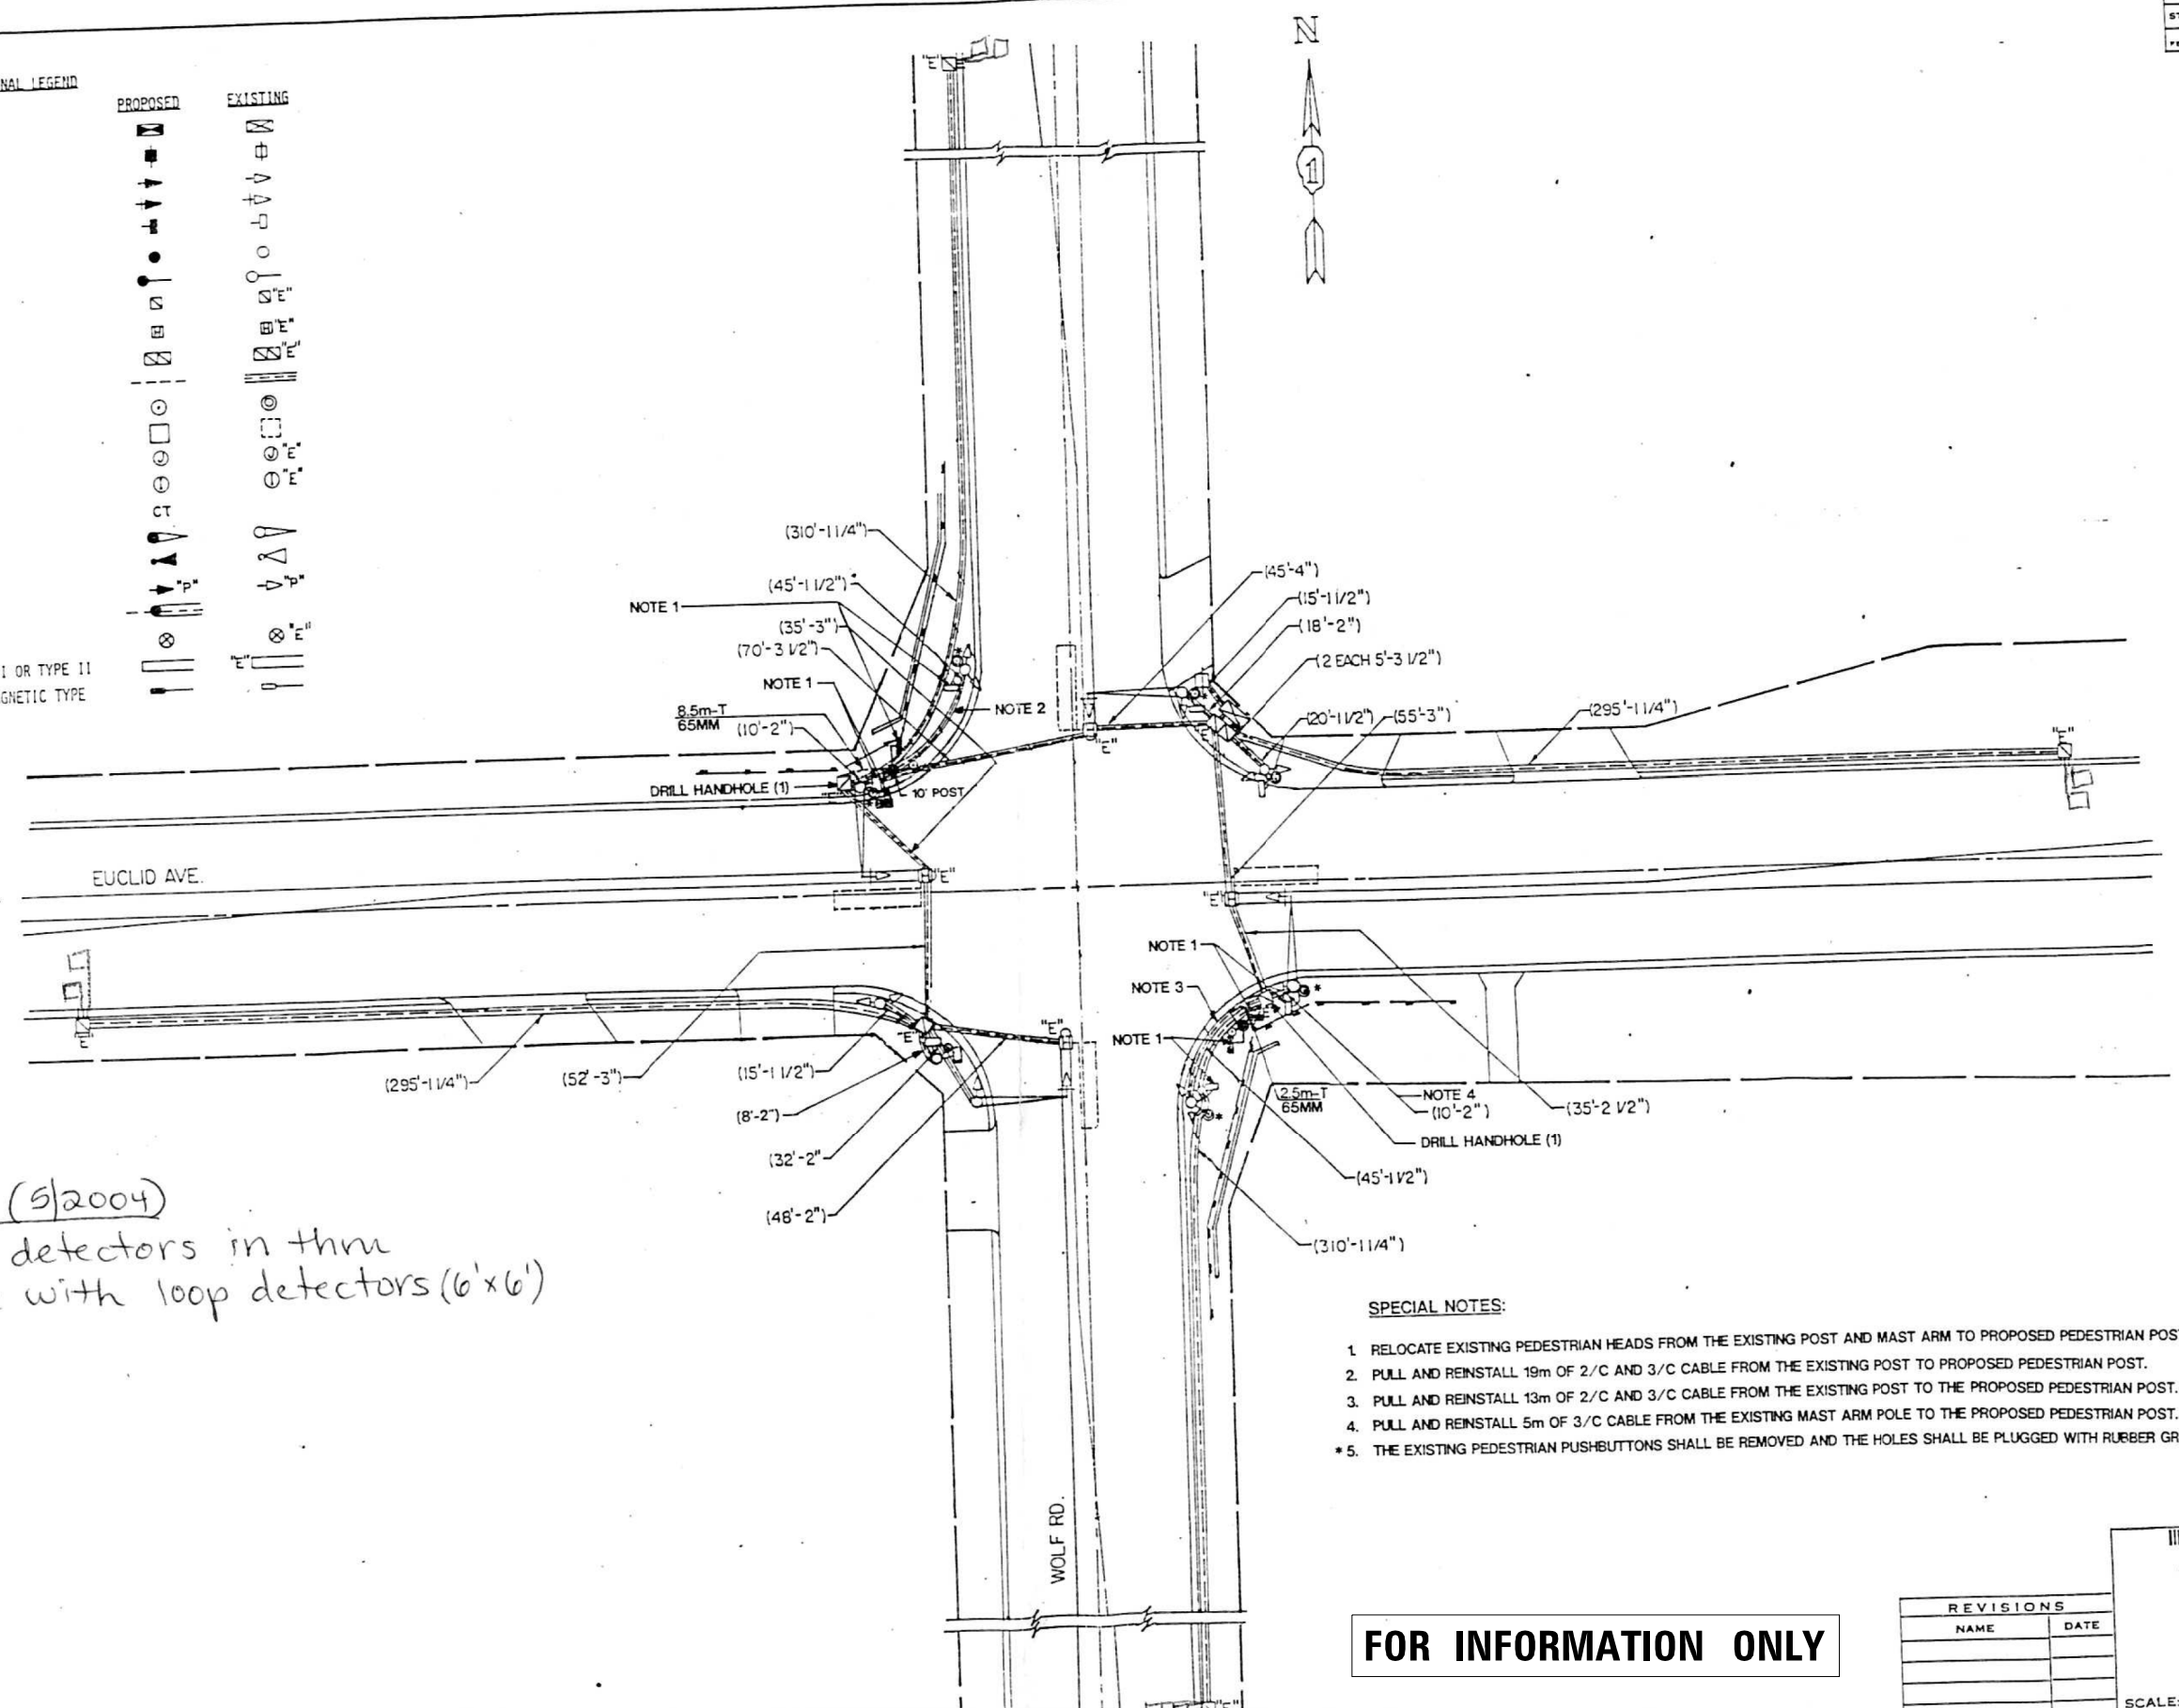 NAL LEGEND
PROPOSED EXISTING
"E"
"E"
"E"
"E"
"E"
CT
"P" "P"
"E"
I OR TYPE II "E"
GNETIC TYPE
N
1
"E"
(310'-1 1/4")
(45'-1 1/2")
NOTE 1
(35'-3")
(70'-3 1/2")
NOTE 1
8.5m-T
65MM
(10'-2")
NOTE 2
DRILL HANDHOLE (1)
10' POST
(45'-4")
(15'-1 1/2")
(18'-2")
(2 EACH 5'-3 1/2")
(20'-1 1/2")
(55'-3")
(295'-1 1/4")
"E"
"E"
EUCLID AVE.
"E"
"E"
NOTE 1
NOTE 3
NOTE 1
"E"
"E"
E
(295'-1 1/4")
(52'-3")
(15'-1 1/2")
(8'-2")
(32'-2"
(48'-2")
2.5m-T
65MM
NOTE 4
(10'-2")
(35'-2 1/2")
DRILL HANDHOLE (1)
(45'-1 1/2")
(310'-1 1/4")
(5/2004)
detectors in thru
with loop detectors (6'x6')
WOLF RD.
"E"
SPECIAL NOTES:
1. RELOCATE EXISTING PEDESTRIAN HEADS FROM THE EXISTING POST AND MAST ARM TO PROPOSED PEDESTRIAN POS
2. PULL AND REINSTALL 19m OF 2/C AND 3/C CABLE FROM THE EXISTING POST TO PROPOSED PEDESTRIAN POST.
3. PULL AND REINSTALL 13m OF 2/C AND 3/C CABLE FROM THE EXISTING POST TO THE PROPOSED PEDESTRIAN POST.
4. PULL AND REINSTALL 5m OF 3/C CABLE FROM THE EXISTING MAST ARM POLE TO THE PROPOSED PEDESTRIAN POST.
* 5. THE EXISTING PEDESTRIAN PUSHBUTTONS SHALL BE REMOVED AND THE HOLES SHALL BE PLUGGED WITH RUBBER GR
FOR INFORMATION ONLY
REVISIONS
NAME DATE
SCALE: